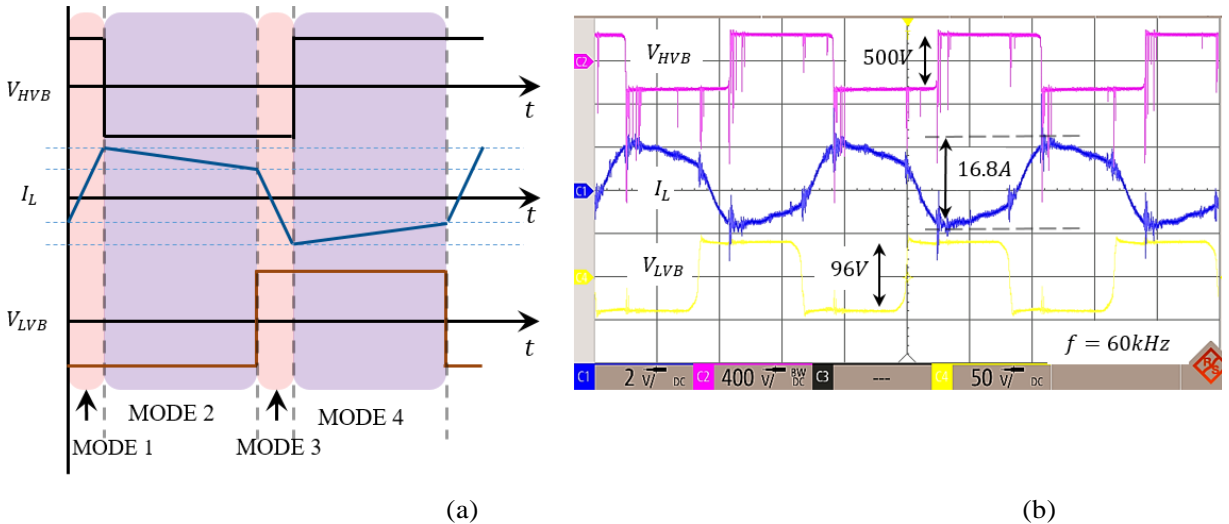 V_HVB
t
I_L
V_LVB
t
MODE 2
MODE 4
MODE 1
MODE 3
(a)
C2
V_HVB
500V
C1
I_L
16.8A
V_LVB
C4
96V
f = 60kHz
R S
C1 2 V/ DC C2 400 V/ BW DC C3 --- C4 50 V/ DC
(b)